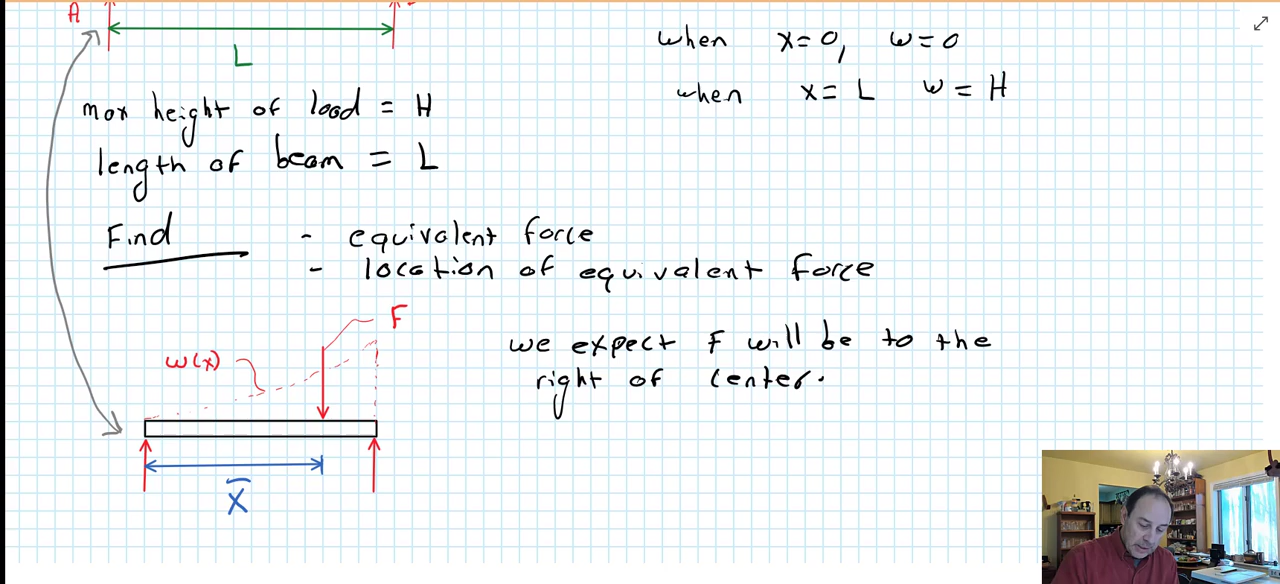 A
L
when x=0, w=0
when x=L w=H
max height of load = H
length of beam = L
Find - equivalent force
- location of equivalent force
F
w(x)
we expect F will be to the
right of center.
X̄